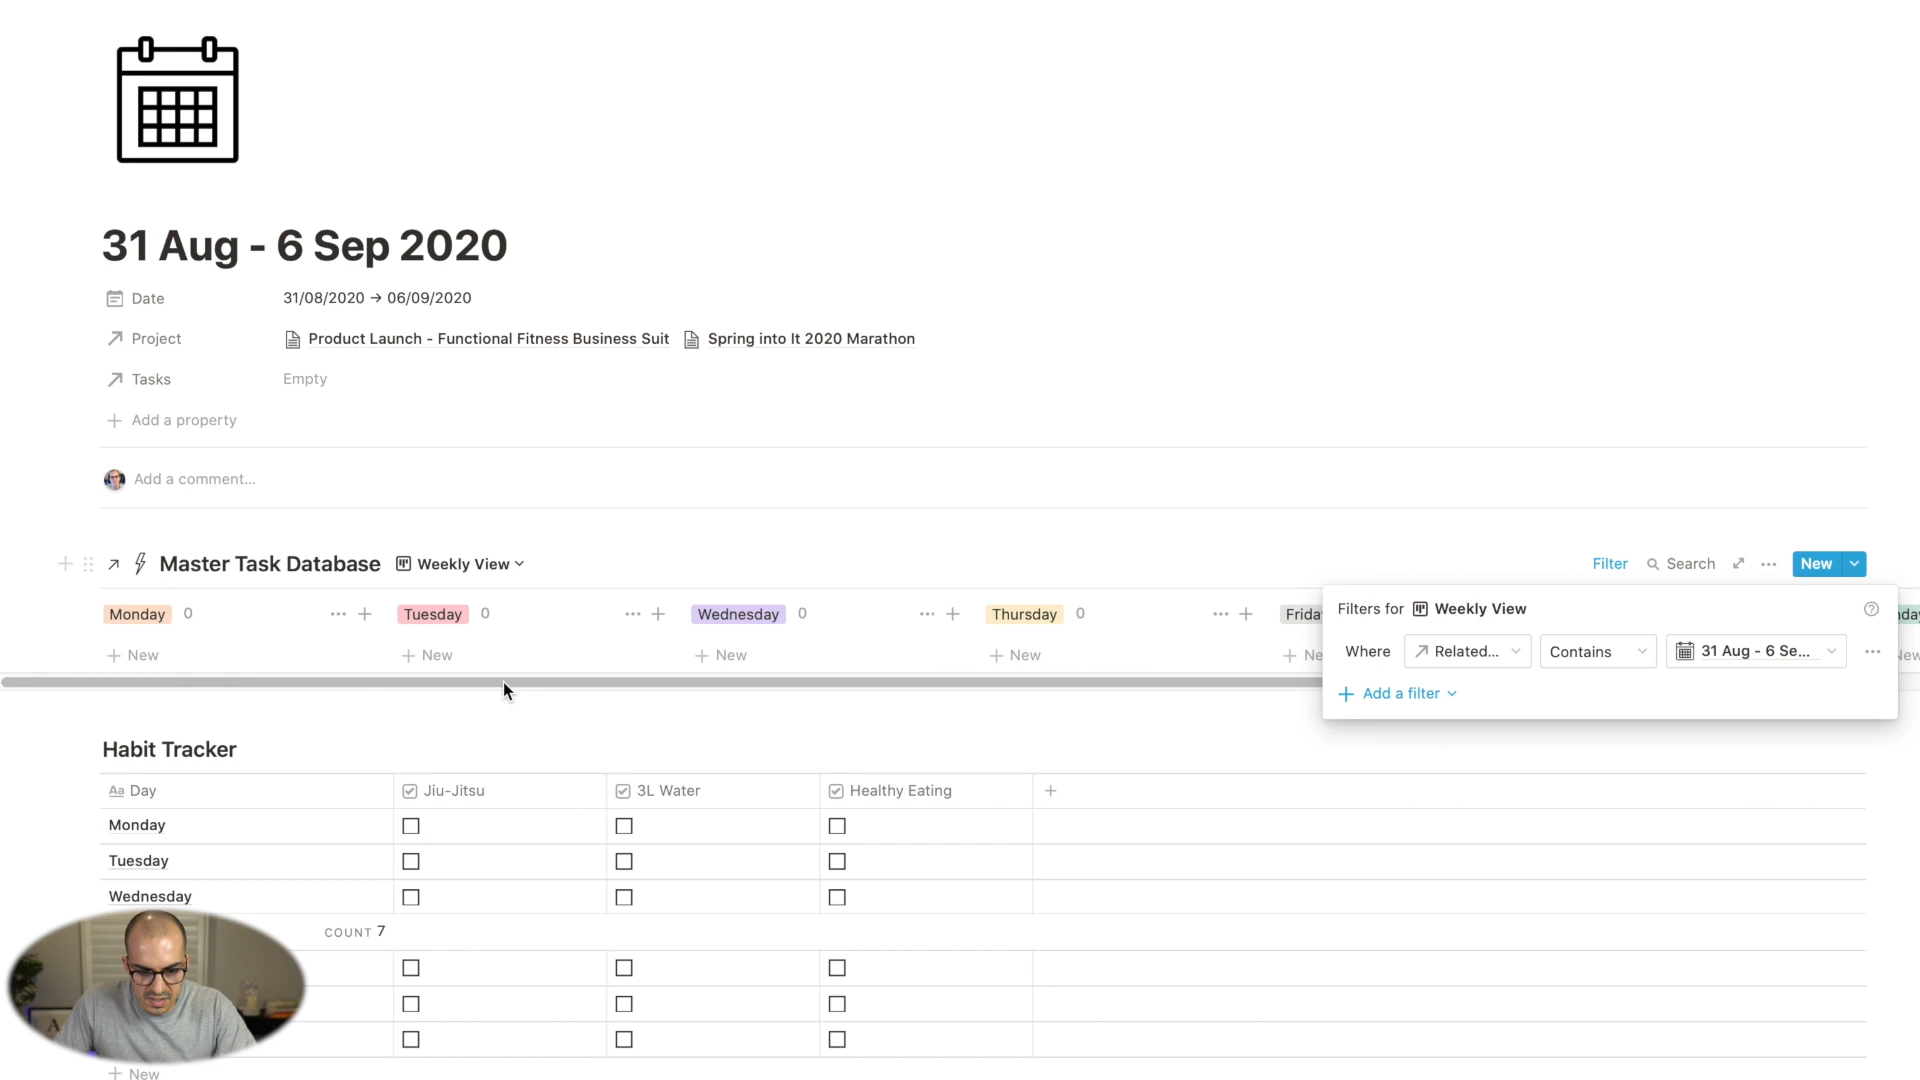 31 Aug - 6 Sep 2020
Date 31/08/2020 → 06/09/2020
Project Product Launch - Functional Fitness Business Suit Spring into It 2020 Marathon
Tasks Empty
Add a property
Add a comment...
Master Task Database Weekly View Filter Search New
Monday 0 Tuesday 0 Wednesday 0 Thursday 0
New New New New
Filters for Weekly View
Where Related... Contains 31 Aug - 6 Se...
Add a filter
Habit Tracker
Aa Day Jiu-Jitsu 3L Water Healthy Eating
Monday
Tuesday
Wednesday
COUNT 7
New